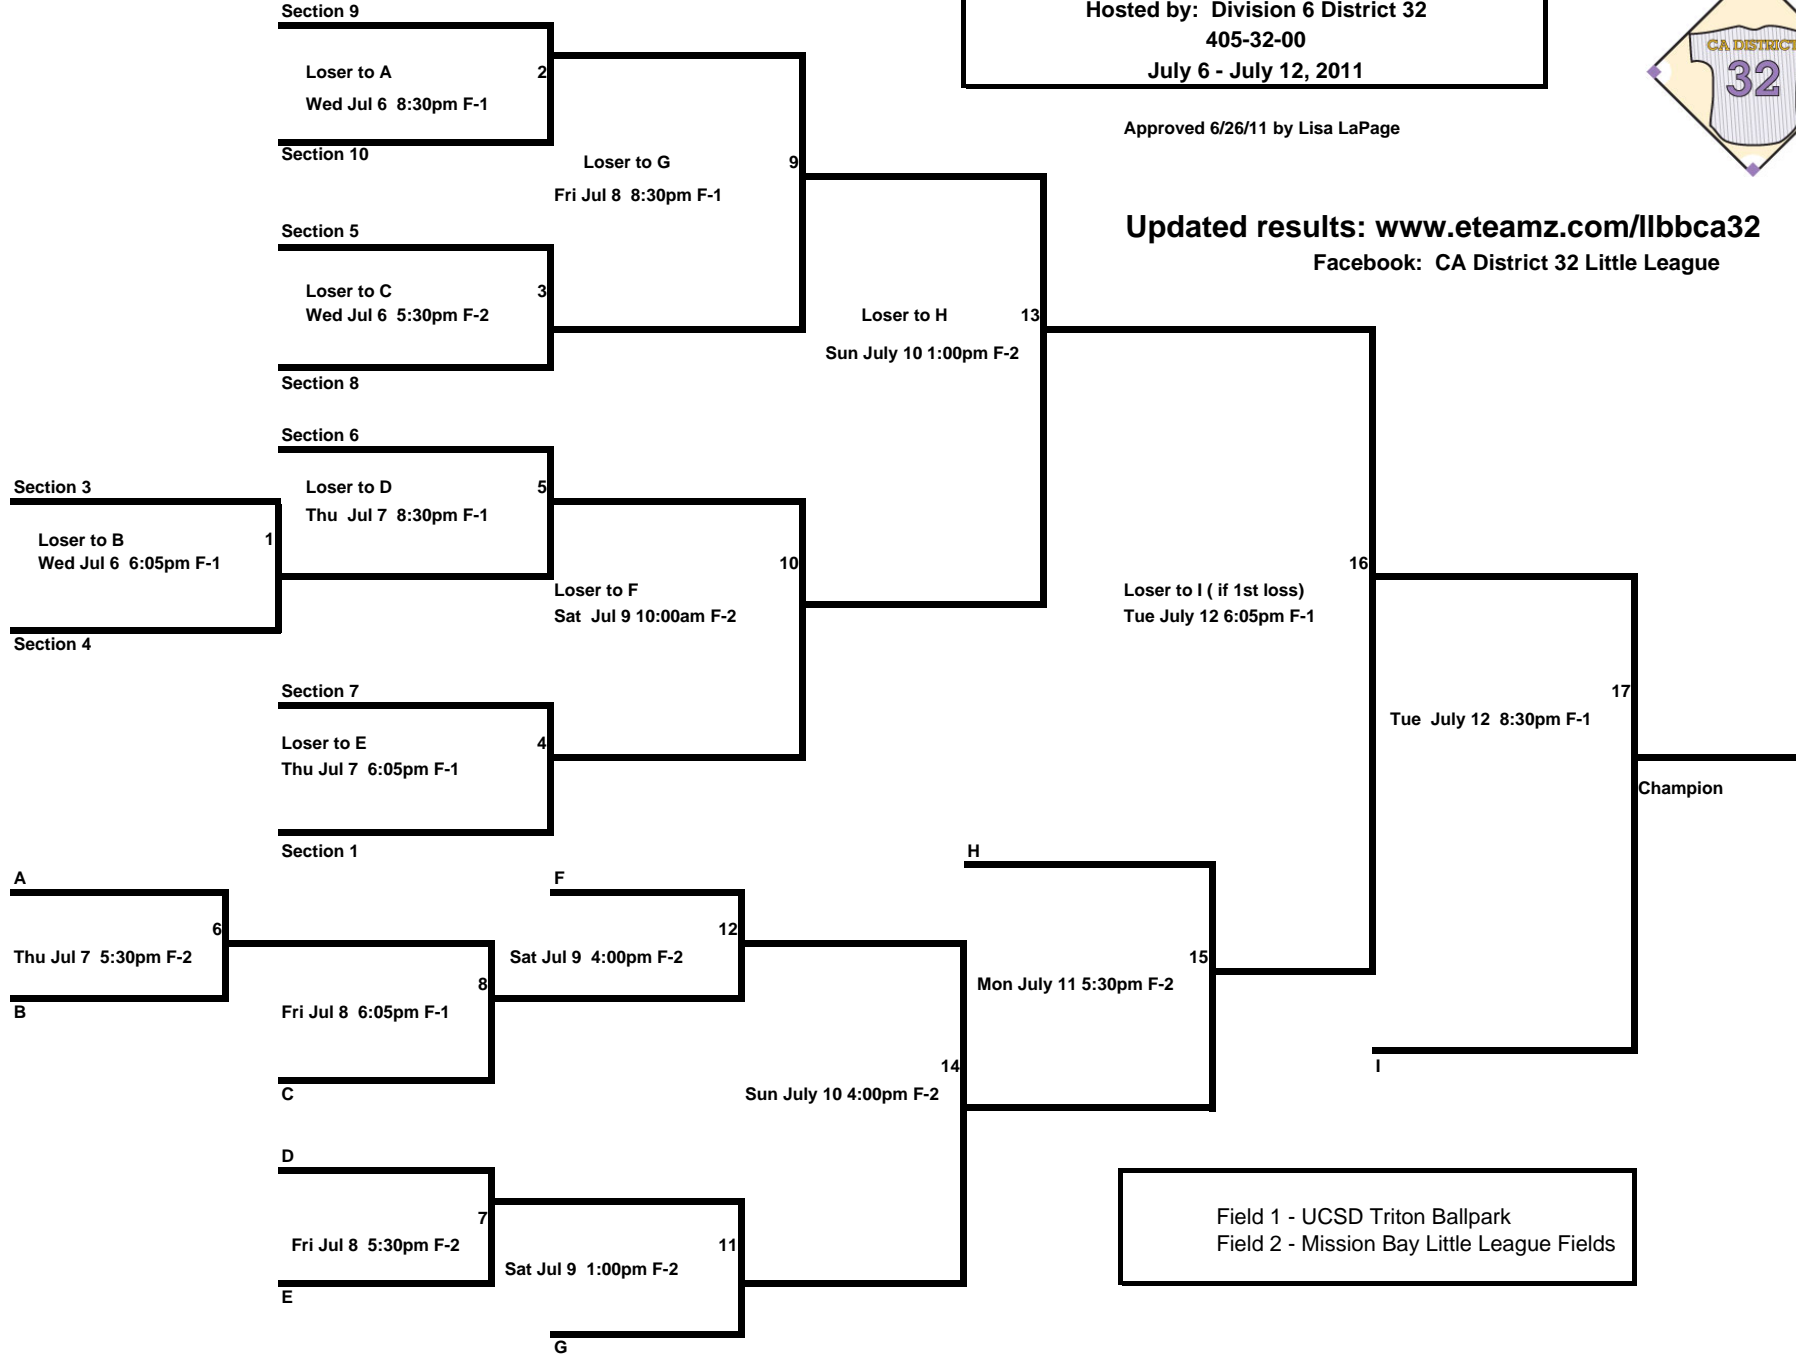 Section 9
Hosted by: Division 6 District 32
405-32-00
July 6 - July 12, 2011
CA DISTRICT
32
Loser to A
2
Wed Jul 6 8:30pm F-1
Section 10
Approved 6/26/11 by Lisa LaPage
Loser to G
9
Fri Jul 8 8:30pm F-1
Updated results: www.eteamz.com/llbbca32
Facebook: CA District 32 Little League
Section 5
Loser to C
3
Wed Jul 6 5:30pm F-2
Section 8
Loser to H
13
Sun July 10 1:00pm F-2
Section 6
Loser to D
5
Thu Jul 7 8:30pm F-1
Section 3
Loser to B
1
Wed Jul 6 6:05pm F-1
Section 4
10
Loser to F
Sat Jul 9 10:00am F-2
16
Loser to I ( if 1st loss)
Tue July 12 6:05pm F-1
Section 7
Loser to E
4
Thu Jul 7 6:05pm F-1
Section 1
17
Tue July 12 8:30pm F-1
Champion
A
6
Thu Jul 7 5:30pm F-2
B
F
12
Sat Jul 9 4:00pm F-2
H
15
Mon July 11 5:30pm F-2
8
Fri Jul 8 6:05pm F-1
C
14
Sun July 10 4:00pm F-2
I
D
7
Fri Jul 8 5:30pm F-2
E
11
Sat Jul 9 1:00pm F-2
G
Field 1 - UCSD Triton Ballpark
Field 2 - Mission Bay Little League Fields